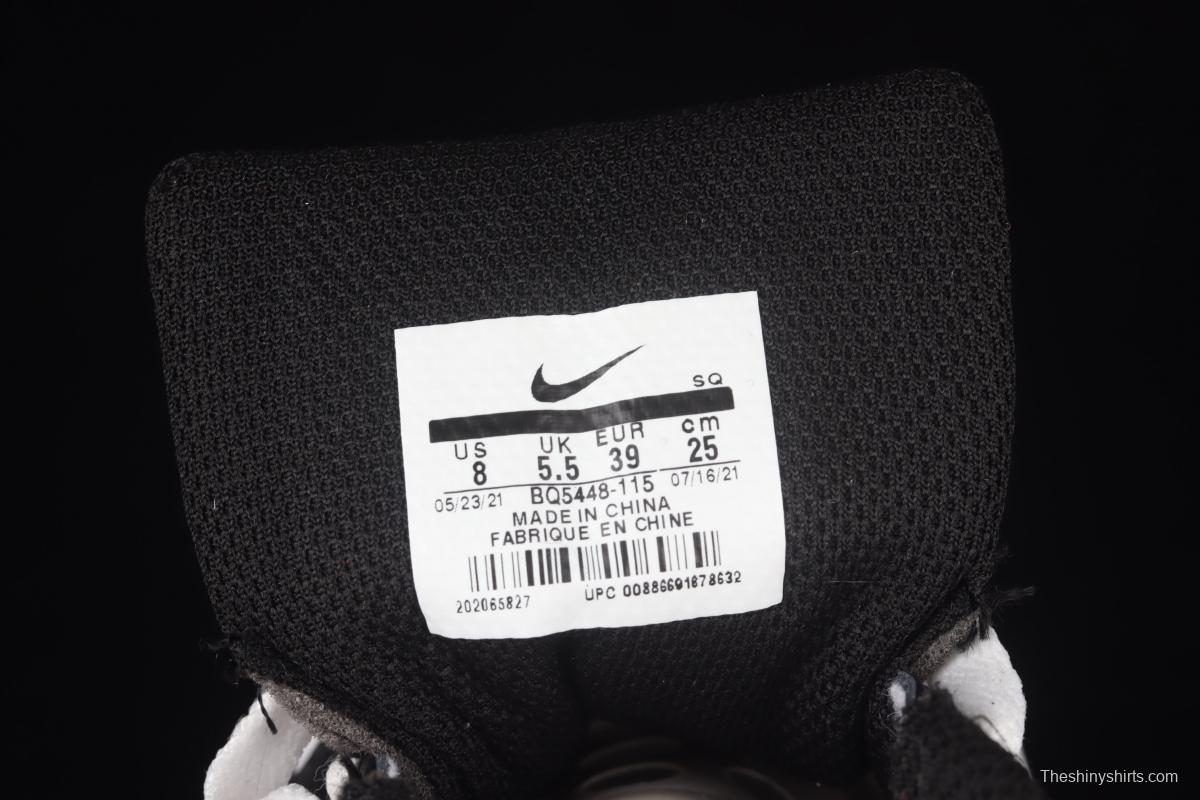 SQ
US UK EUR cm
8 5.5 39 25
05/23/21 BQ5448-115 07/16/21
MADE IN CHINA
FABRIQUE EN CHINE
202065827 UPC 00886691678632
Theshinyshirts.com